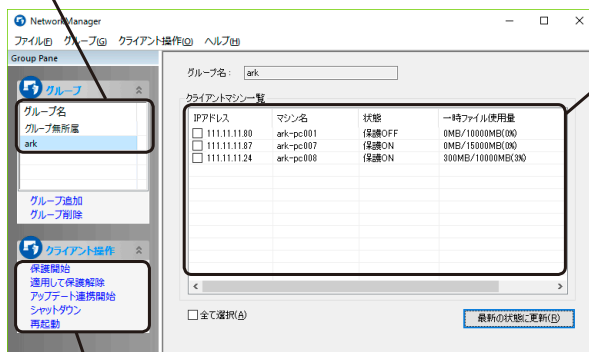 NetworkManager
ファイル(F) グループ(G) クライアント操作(O) ヘルプ(H)
Group Pane
グループ
グループ名
グループ無所属
ark
グループ追加
グループ削除
クライアント操作
保護開始
適用して保護解除
アップデート連携開始
シャットダウン
再起動
グループ名: ark
クライアントマシン一覧
IPアドレス マシン名 状態 一時ファイル使用量
111.11.11.80 ark-pc001 保護OFF 0MB/10000MB(0%)
111.11.11.87 ark-pc007 保護ON 0MB/15000MB(0%)
111.11.11.24 ark-pc008 保護ON 300MB/10000MB(3%)
全て選択(A)
最新の状態に更新(R)